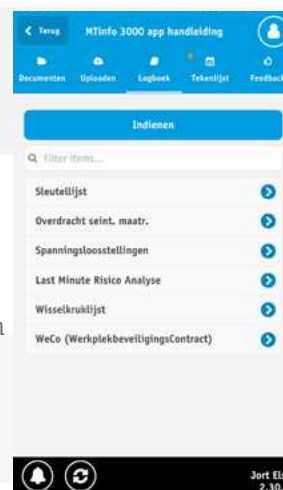 Terug MTinfo 3000 app handleiding
Documenten Uploaden Logboek Tekenlijst Feedback
Indienen
Filter items...
Sleutellijst
Overdracht seint. maatr.
Spanningsloosstellingen
Last Minute Risico Analyse
Wisselkruklijst
WeCo (WerkplekbeveiligingsContract)
Jort Els
2.30.